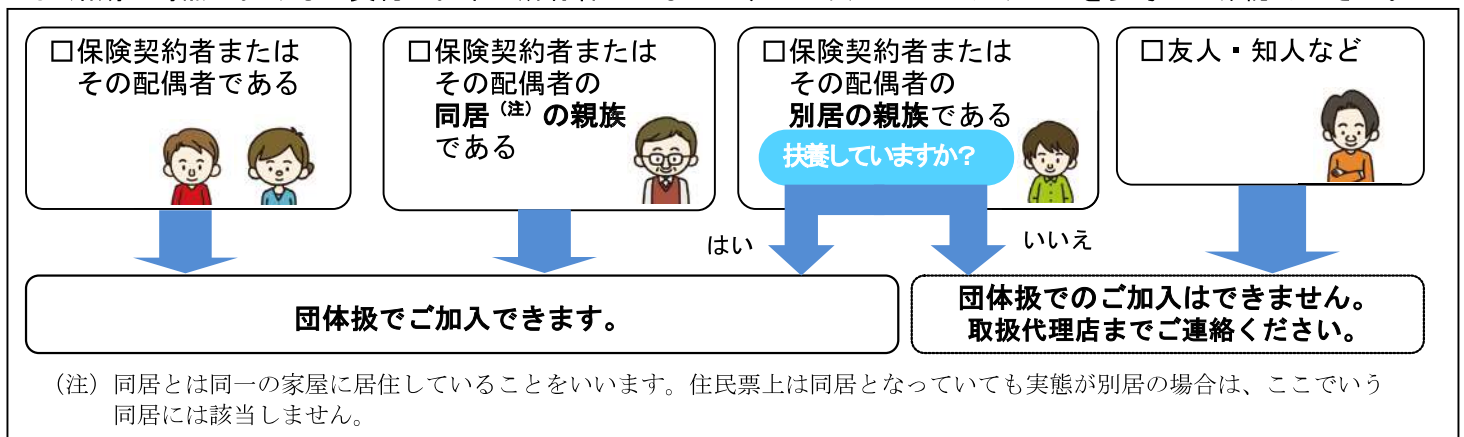 □保険契約者または
その配偶者である
□保険契約者または
その配偶者の
同居（注）の親族
である
□保険契約者または
その配偶者の
別居の親族である
扶養していますか？
□友人・知人など
はい
いいえ
団体扱でご加入できます。
団体扱でのご加入はできません。
取扱代理店までご連絡ください。
（注）同居とは同一の家屋に居住していることをいいます。住民票上は同居となっていても実態が別居の場合は、ここでいう
同居には該当しません。